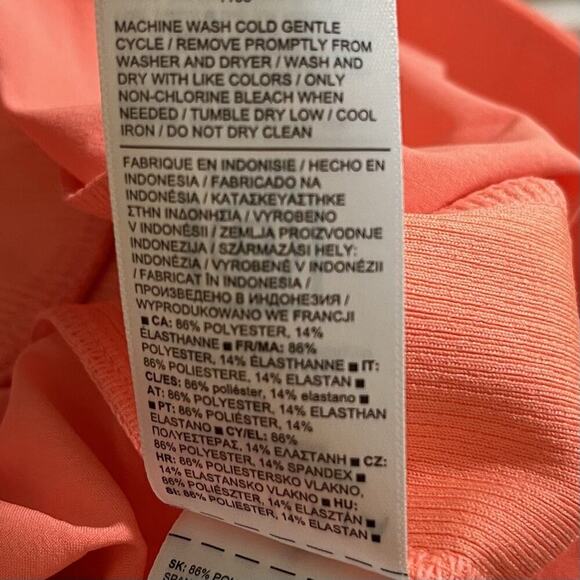 MACHINE WASH COLD GENTLE
CYCLE / REMOVE PROMPTLY FROM
WASHER AND DRYER / WASH AND
DRY WITH LIKE COLORS / ONLY
NON-CHLORINE BLEACH WHEN
NEEDED / TUMBLE DRY LOW / COOL
IRON / DO NOT DRY CLEAN
FABRIQUE EN INDONISIE / HECHO EN
INDONESIA / FABRICADO NA
INDONÉSIA / ΚΑΤΑΣΚΕΥΑΣΤΗΚΕ
ΣΤΗΝ ΙΝΔΟΝΗΣΙΑ / VYROBENO
V INDONÉSII / ZEMLJA PROIZVODNJE
INDONEZIJA / SZÁRMAZÁSI HELY:
INDONÉZIA / VYROBENÉ V INDONÉZII
/ FABRICAT ÎN INDONESIA /
ПРОИЗВЕДЕНО В ИНДОНЕЗИЯ /
WYPRODUKOWANO WE FRANCJI
■ CA: 86% POLYESTER, 14%
ÉLASTHANNE ■ FR/MA: 86%
POLYESTER, 14% ÉLASTHANNE ■ IT:
86% POLIESTERE, 14% ELASTAN ■
CL/ES: 86% poliéster, 14% elastano ■
AT: 86% POLYESTER, 14% ELASTHAN
■ PT: 86% POLIÉSTER, 14%
ELASTANO ■ CY/EL: 86%
ΠΟΛΥΕΣΤΕΡΑΣ, 14% ΕΛΑΣΤΑΝΗ ■ CZ:
86% POLYESTER, 14% SPANDEX ■
HR: 86% POLIESTERSKO VLAKNO,
14% ELASTANSKO VLAKNO ■ HU:
86% POLIÉSZTER, 14% ELASZTÁN ■
SI: 86% POLIESTER, 14% ELASTAN ■
SK: 86%